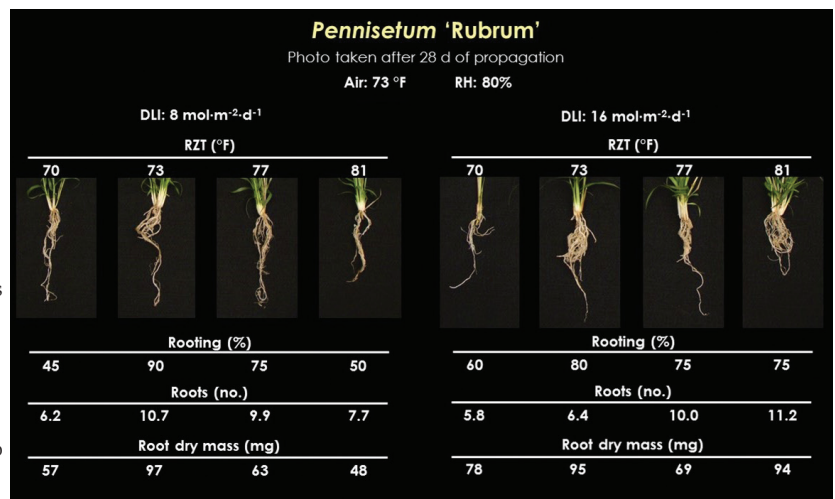 Pennisetum ‘Rubrum’
Photo taken after 28 d of propagation
Air: 73 °F RH: 80%
DLI: 8 mol·m-2·d-1
RZT (°F)
70 73 77 81
Rooting (%)
45 90 75 50
Roots (no.)
6.2 10.7 9.9 7.7
Root dry mass (mg)
57 97 63 48
DLI: 16 mol·m-2·d-1
RZT (°F)
70 73 77 81
Rooting (%)
60 80 75 75
Roots (no.)
5.8 6.4 10.0 11.2
Root dry mass (mg)
78 95 69 94